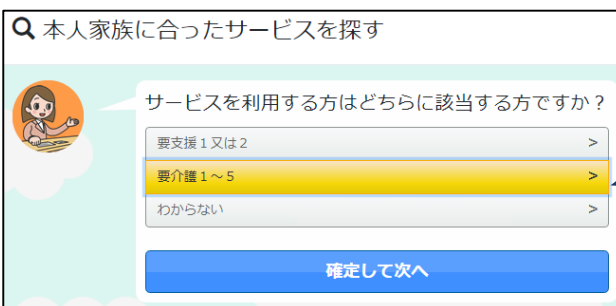 本人家族に合ったサービスを探す
サービスを利用する方はどちらに該当する方ですか？
要支援１又は２ >
要介護１～５ >
わからない >
確定して次へ